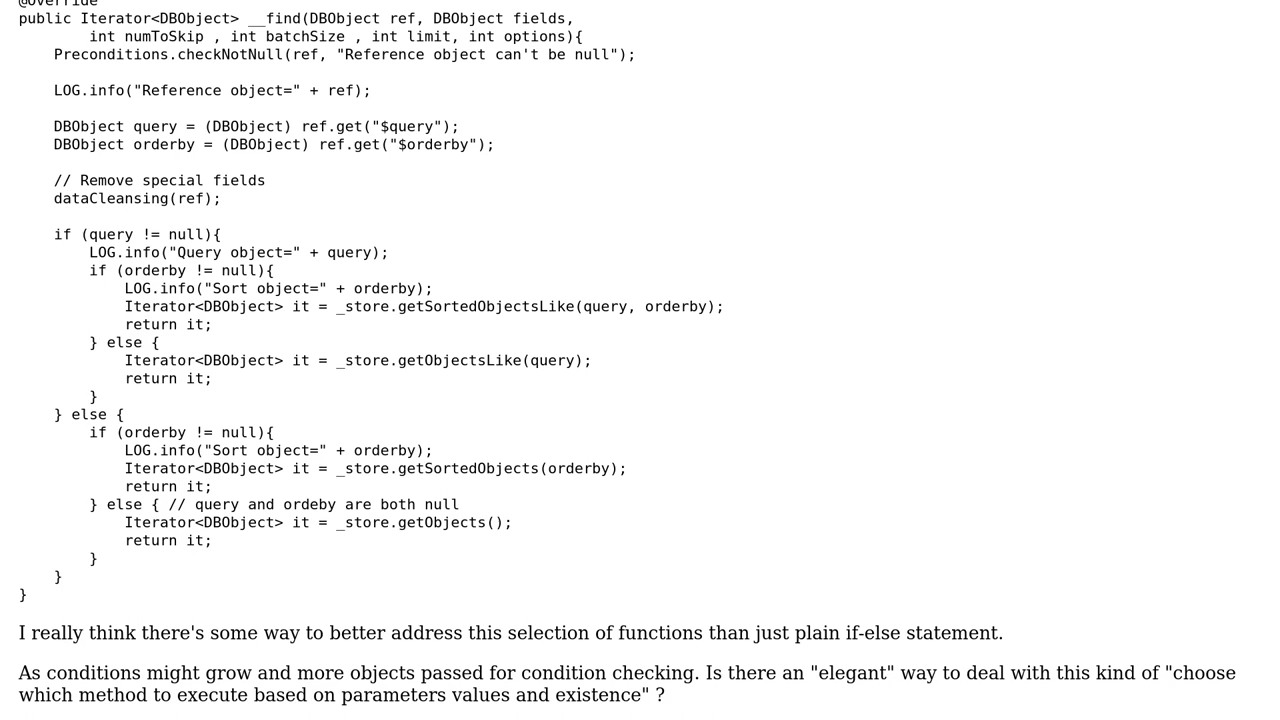 @Override
public Iterator<DBObject> __find(DBObject ref, DBObject fields,
        int numToSkip , int batchSize , int limit, int options){
    Preconditions.checkNotNull(ref, "Reference object can't be null");

    LOG.info("Reference object=" + ref);

    DBObject query = (DBObject) ref.get("$query");
    DBObject orderby = (DBObject) ref.get("$orderby");

    // Remove special fields
    dataCleansing(ref);

    if (query != null){
        LOG.info("Query object=" + query);
        if (orderby != null){
            LOG.info("Sort object=" + orderby);
            Iterator<DBObject> it = _store.getSortedObjectsLike(query, orderby);
            return it;
        } else {
            Iterator<DBObject> it = _store.getObjectsLike(query);
            return it;
        }
    } else {
        if (orderby != null){
            LOG.info("Sort object=" + orderby);
            Iterator<DBObject> it = _store.getSortedObjects(orderby);
            return it;
        } else { // query and ordeby are both null
            Iterator<DBObject> it = _store.getObjects();
            return it;
        }
    }
}
I really think there's some way to better address this selection of functions than just plain if-else statement.
As conditions might grow and more objects passed for condition checking. Is there an "elegant" way to deal with this kind of "choose
which method to execute based on parameters values and existence" ?